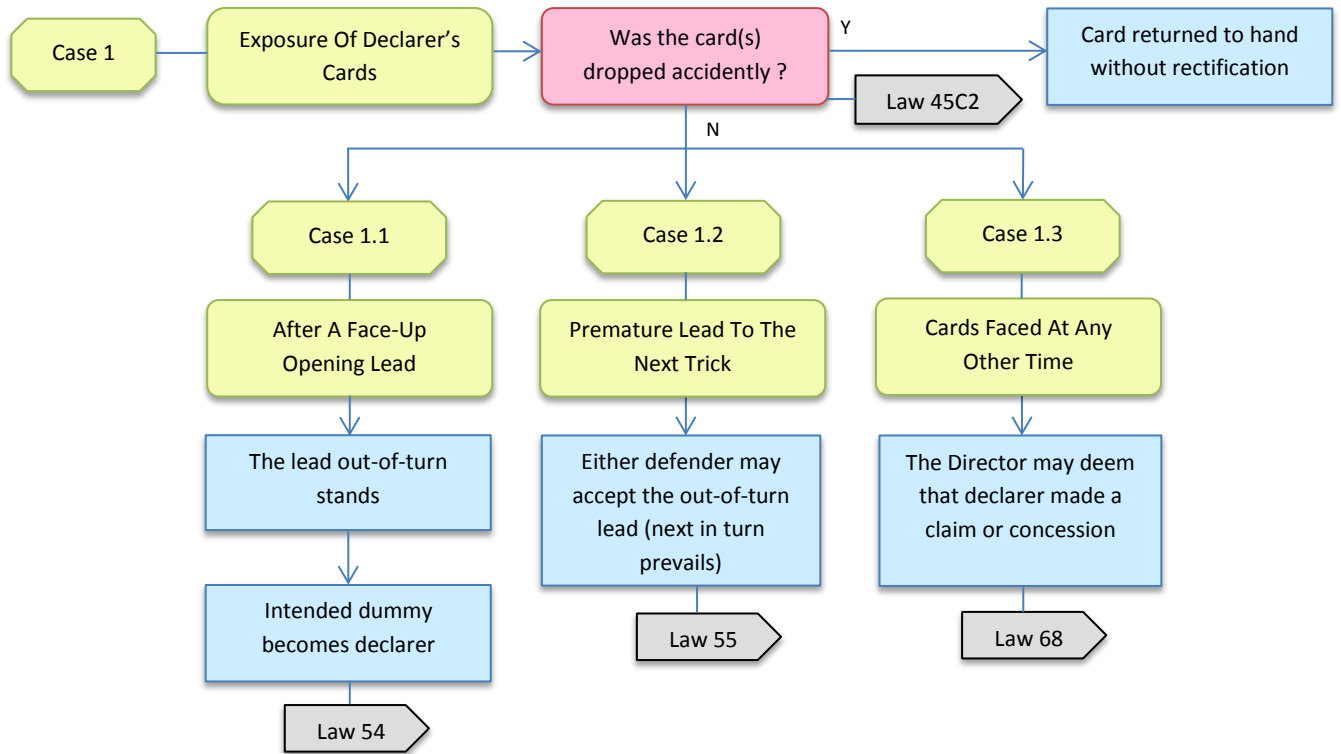 Case 1
Exposure Of Declarer’s
Cards
Was the card(s)
dropped accidently ?
Y
Card returned to hand
without rectification
Law 45C2
N
Case 1.1
Case 1.2
Case 1.3
After A Face-Up
Opening Lead
Premature Lead To The
Next Trick
Cards Faced At Any
Other Time
The lead out-of-turn
stands
Either defender may
accept the out-of-turn
lead (next in turn
prevails)
The Director may deem
that declarer made a
claim or concession
Intended dummy
becomes declarer
Law 55
Law 68
Law 54